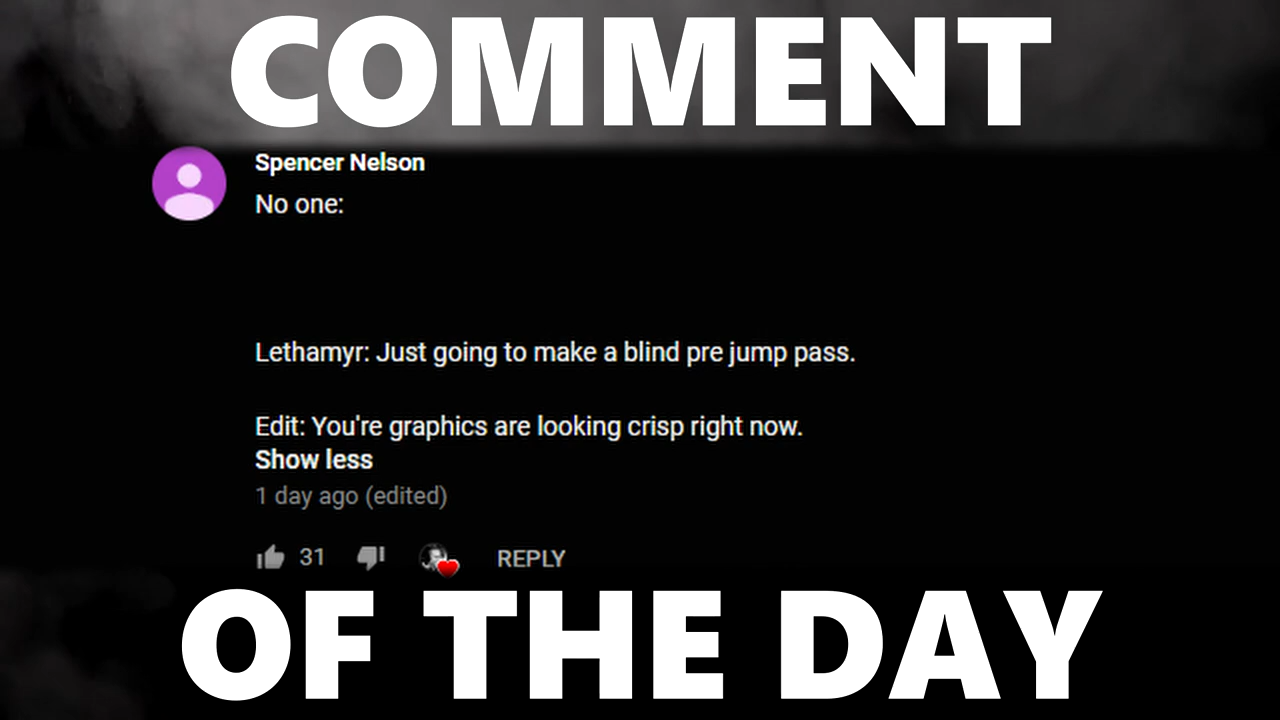 COMMENT
Spencer Nelson
No one:
Lethamyr: Just going to make a blind pre jump pass.
Edit: You're graphics are looking crisp right now.
Show less
1 day ago (edited)
31 REPLY
OF THE DAY